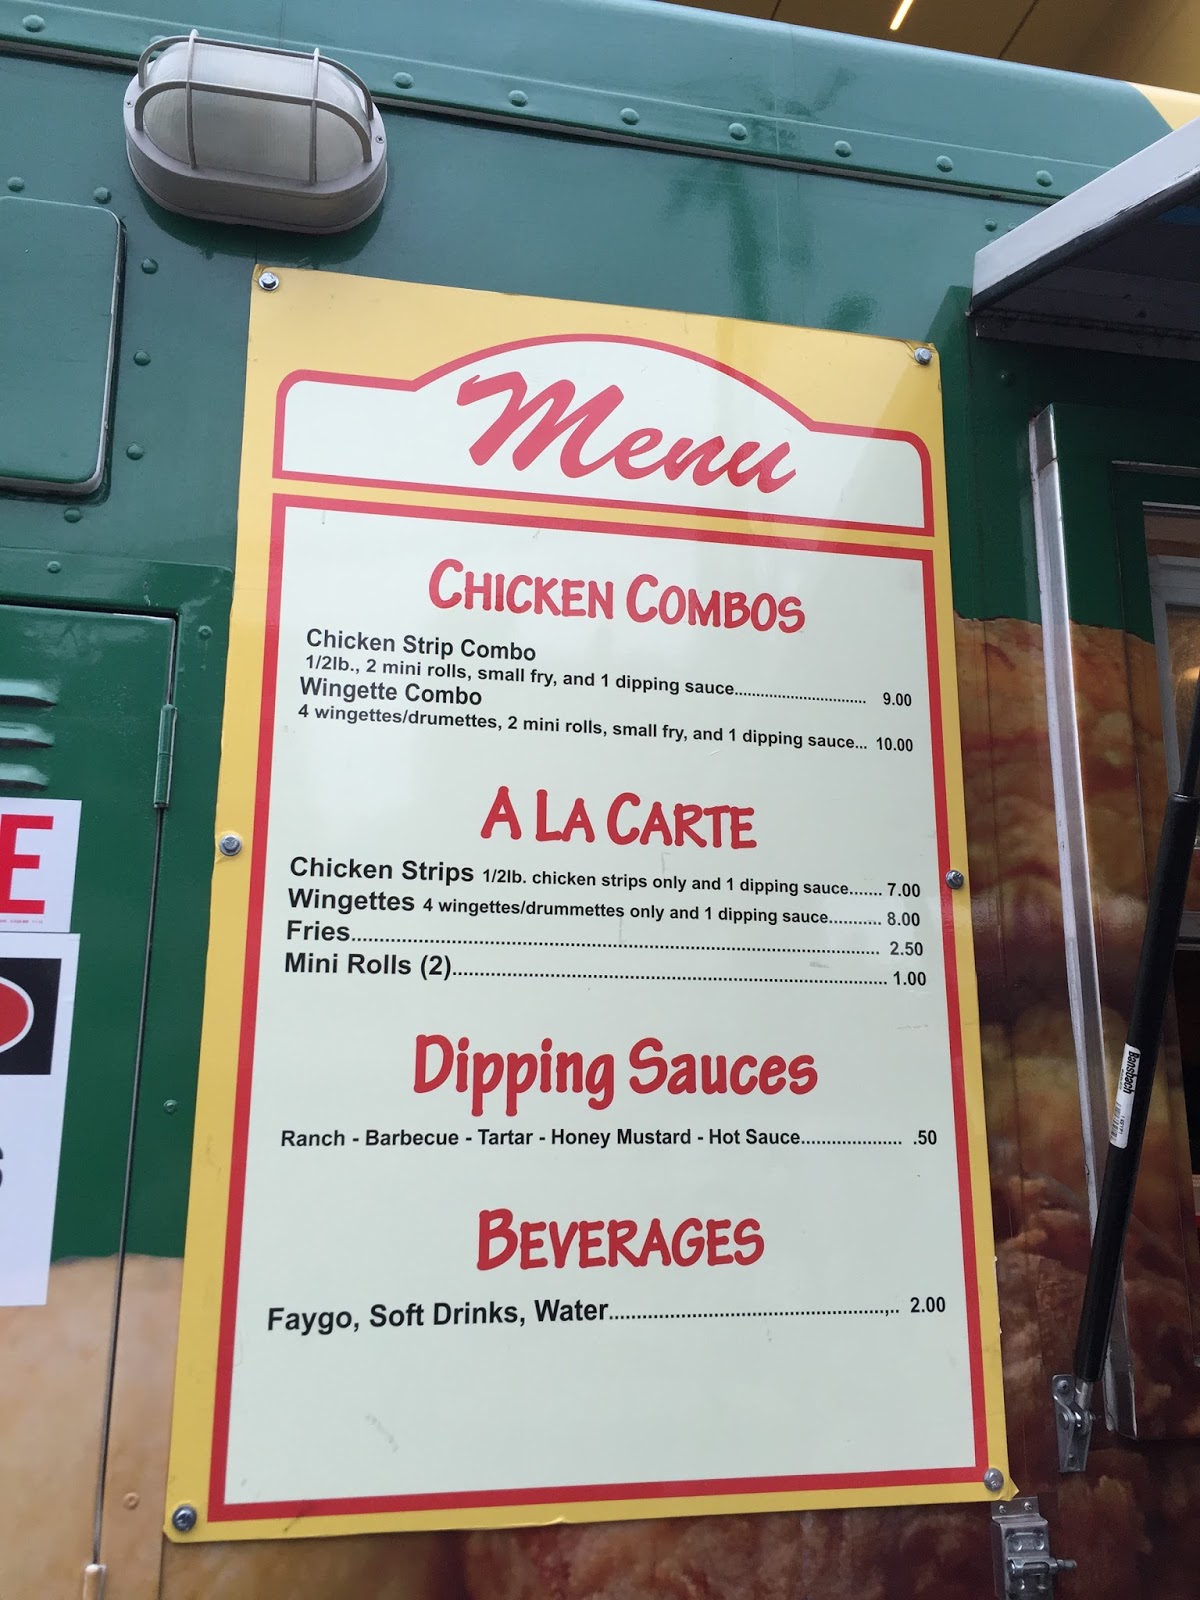 Menu
CHICKEN COMBOS
Chicken Strip Combo
1/2lb., 2 mini rolls, small fry, and 1 dipping sauce.............................. 9.00
Wingette Combo
4 wingettes/drumettes, 2 mini rolls, small fry, and 1 dipping sauce... 10.00
A LA CARTE
Chicken Strips 1/2lb. chicken strips only and 1 dipping sauce....... 7.00
Wingettes 4 wingettes/drummettes only and 1 dipping sauce........... 8.00
Fries............................................................................................ 2.50
Mini Rolls (2)............................................................................ 1.00
Dipping Sauces
Ranch - Barbecue - Tartar - Honey Mustard - Hot Sauce.................... .50
BEVERAGES
Faygo, Soft Drinks, Water........................................,.. 2.00
E
S
Bansbach